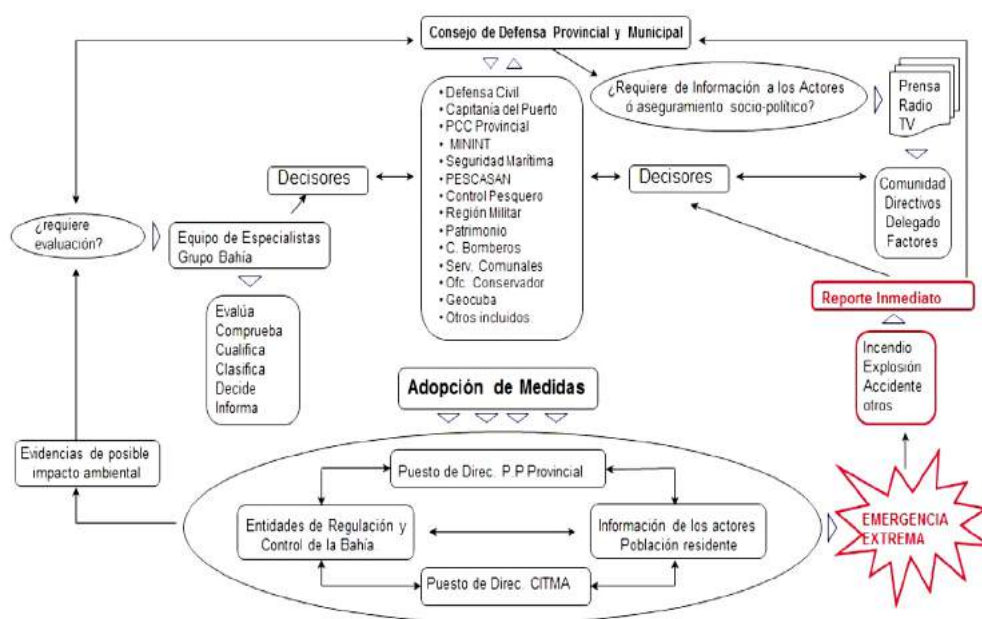 Consejo de Defensa Provincial y Municipal
¿Requiere de Información a los Actores
ó aseguramiento socio-político?
Prensa
Radio
TV
• Defensa Civil
• Capitanía del Puerto
• PCC Provincial
• MININT
• Seguridad Marítima
• PESCASAN
• Control Pesquero
• Región Militar
• Patrimonio
• C. Bomberos
• Serv. Comunales
• Ofc. Conservador
• Geocuba
• Otros incluidos
Decisores
Decisores
Comunidad
Directivos
Delegado
Factores
¿requiere
evaluación?
Equipo de Especialistas
Grupo Bahía
Evalúa
Comprueba
Cualifica
Clasifica
Decide
Informa
Reporte Inmediato
Incendio
Explosión
Accidente
otros
Adopción de Medidas
Evidencias de posible
impacto ambiental
Puesto de Direc. P.P Provincial
Entidades de Regulación y
Control de la Bahía
Información de los actores
Población residente
Puesto de Direc. CITMA
EMERGENCIA
EXTREMA